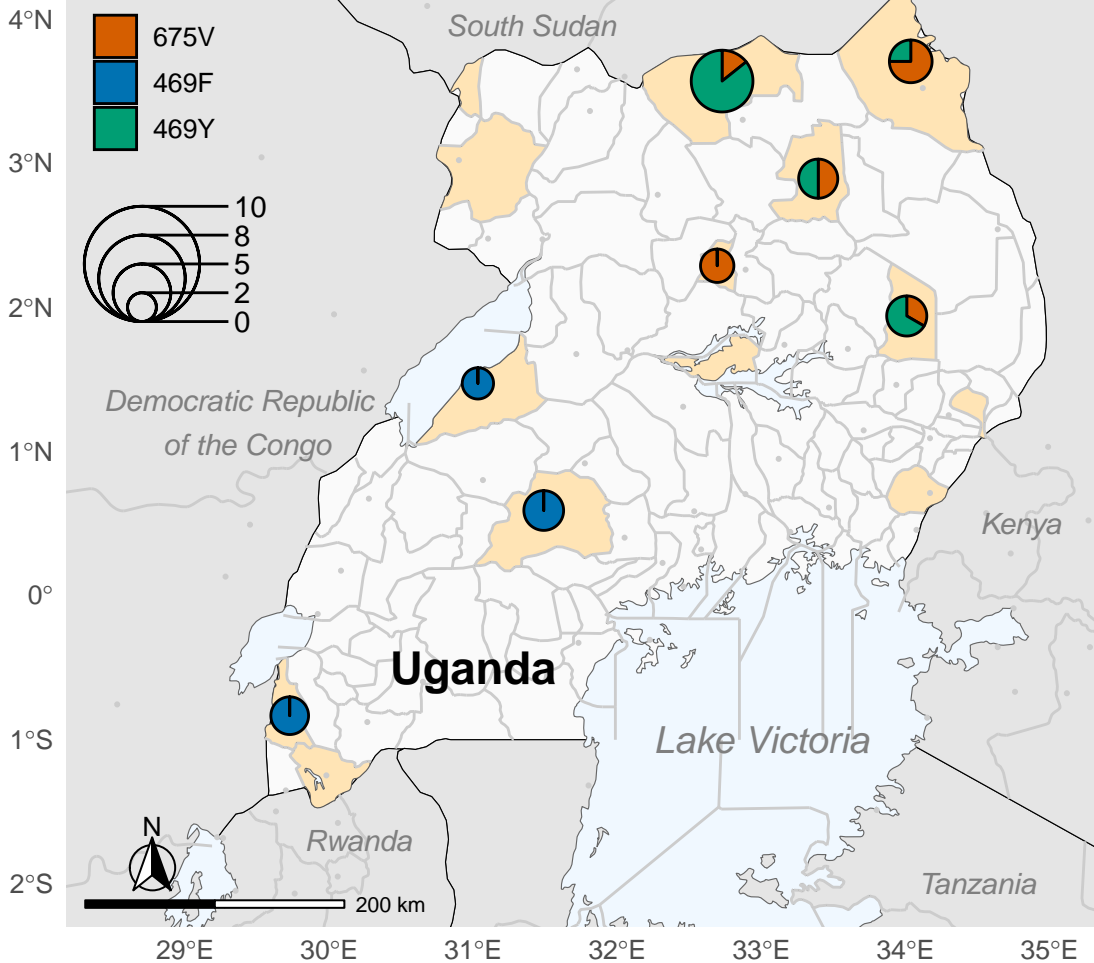 4°N
3°N
2°N
1°N
0°
1°S
2°S
675V
469F
469Y
10
8
5
2
0
South Sudan
Democratic Republic
of the Congo
Kenya
Uganda
Lake Victoria
Rwanda
Tanzania
N
200 km
29°E
30°E
31°E
32°E
33°E
34°E
35°E